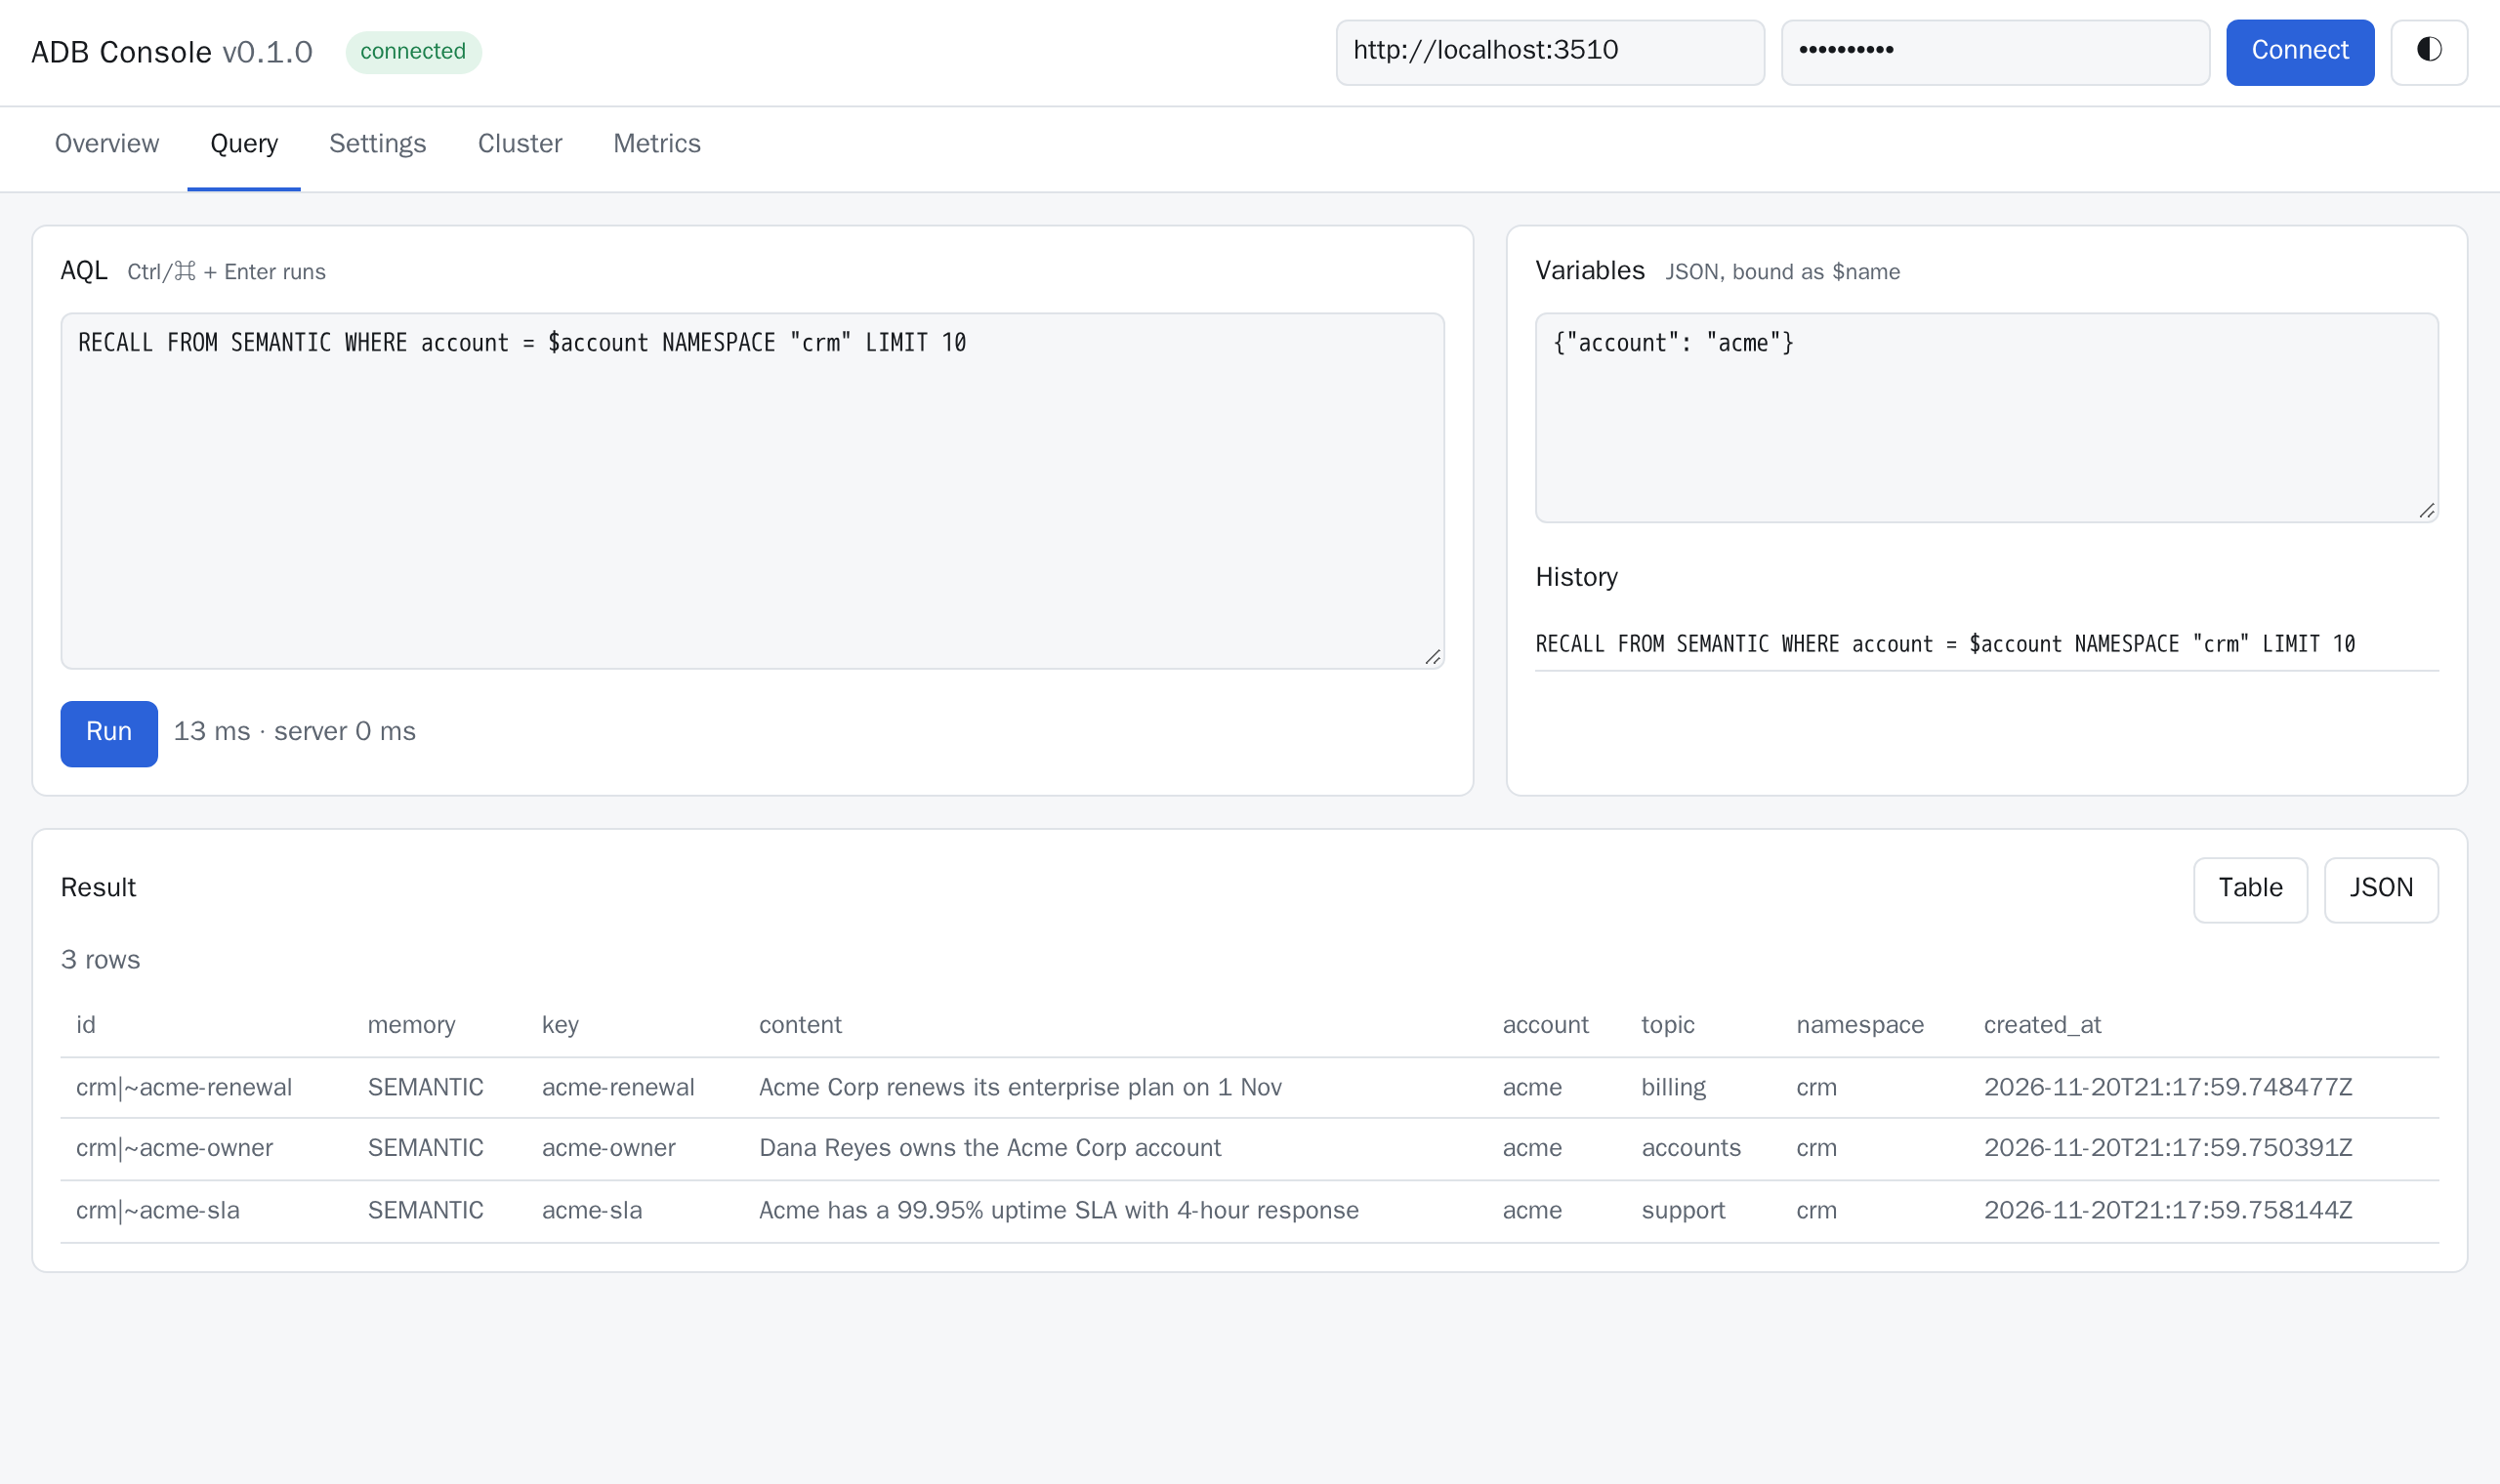 ADB Console v0.1.0 connected http://localhost:3510 •••••••••• Connect
Overview Query Settings Cluster Metrics
AQL Ctrl/⌘ + Enter runs
RECALL FROM SEMANTIC WHERE account = $account NAMESPACE "crm" LIMIT 10
Run 13 ms · server 0 ms
Variables JSON, bound as $name
{"account": "acme"}
History
RECALL FROM SEMANTIC WHERE account = $account NAMESPACE "crm" LIMIT 10
Result Table JSON
3 rows
id memory key content account topic namespace created_at
crm|~acme-renewal SEMANTIC acme-renewal Acme Corp renews its enterprise plan on 1 Nov acme billing crm 2026-11-20T21:17:59.748477Z
crm|~acme-owner SEMANTIC acme-owner Dana Reyes owns the Acme Corp account acme accounts crm 2026-11-20T21:17:59.750391Z
crm|~acme-sla SEMANTIC acme-sla Acme has a 99.95% uptime SLA with 4-hour response acme support crm 2026-11-20T21:17:59.758144Z